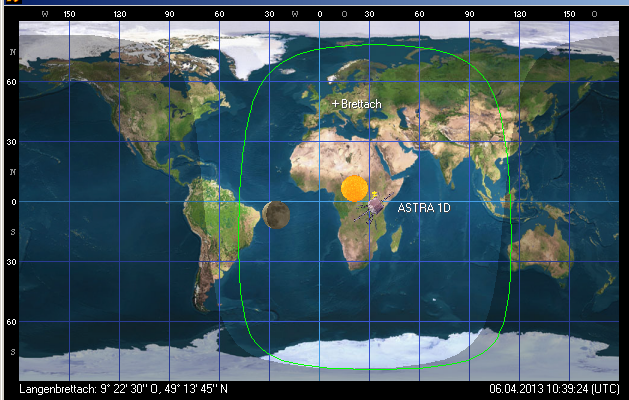 W 150 120 90 60 30 W 0 O 30 60 90 120 150 O
N
60
+Brettach
30
N
0
ASTRA 1D
S
30
60
S
Langenbrettach: 9° 22' 30'' O, 49° 13' 45'' N 06.04.2013 10:39:24 (UTC)